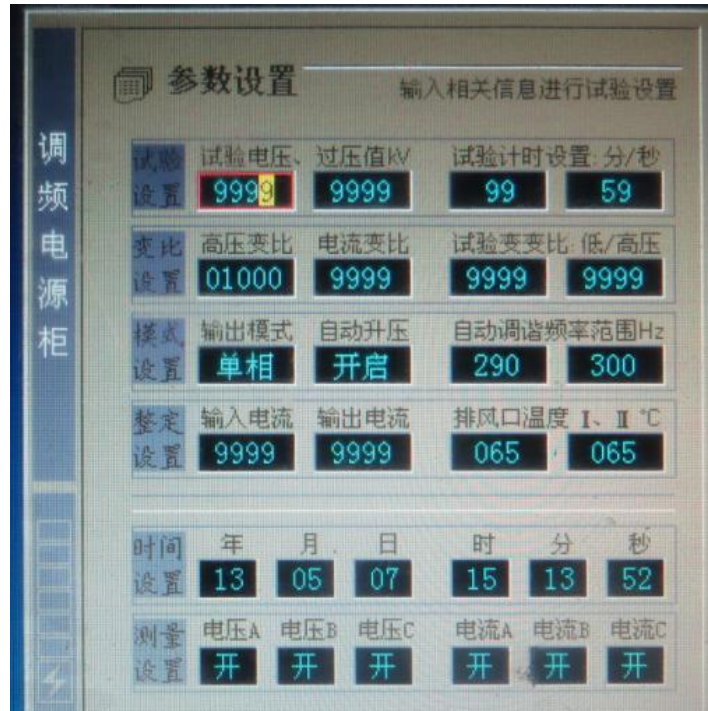 调频电源柜
参数设置
输入相关信息进行试验设置
试验设置
试验电压、过压值kV 试验计时设置:分/秒
9999 9999 99 59
变比设置
高压变比 电流变比 试验变变比:低/高压
01000 9999 9999 9999
模式设置
输出模式 自动升压 自动调谐频率范围Hz
单相 开启 290 300
整定设置
输入电流 输出电流 排风口温度 I、II ℃
9999 9999 065 065
时间设置
年 月 日 时 分 秒
13 05 07 15 13 52
测量设置
电压A 电压B 电压C 电流A 电流B 电流C
开 开 开 开 开 开